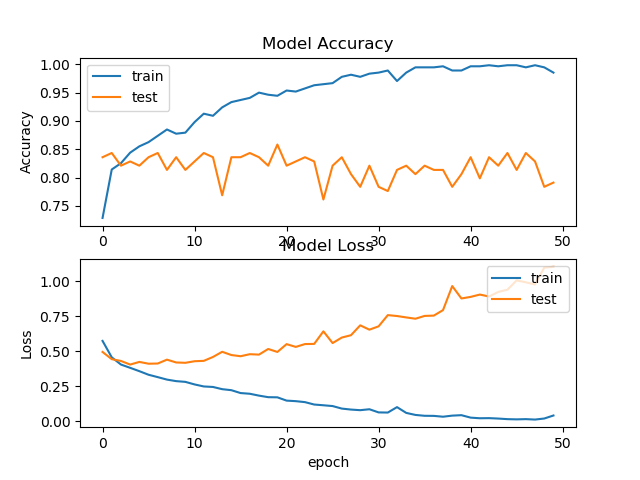 Model Accuracy
1.00
0.95
0.90
0.85
0.80
0.75
Accuracy
train
test
0 10 20 30 40 50
Model Loss
1.00
0.75
0.50
0.25
0.00
Loss
train
test
0 10 20 30 40 50
epoch